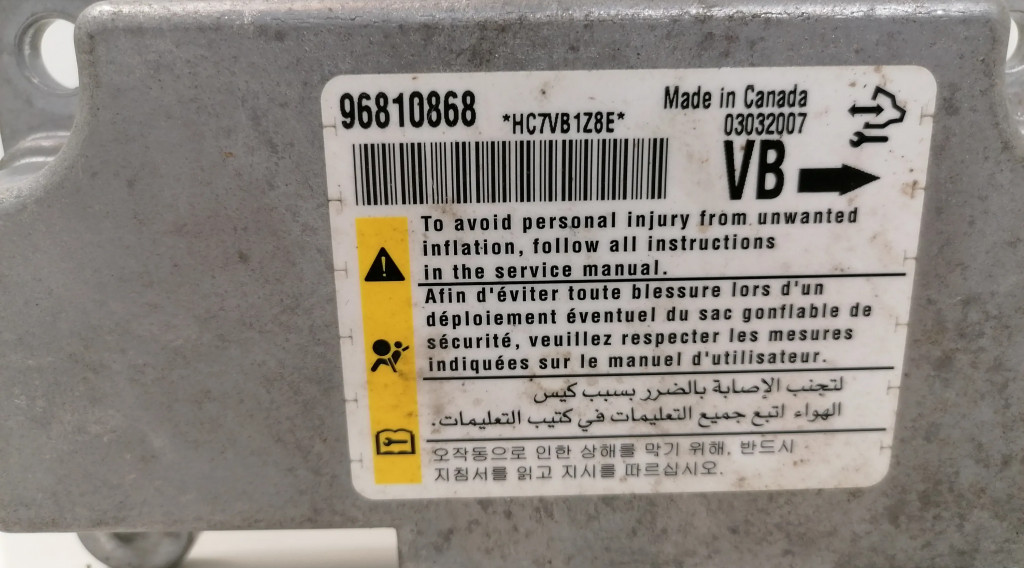 96810868
*HC7VB1Z8E*
Made in Canada
03032007
VB
To avoid personal injury from unwanted
inflation, follow all instructions
in the service manual.
Afin d'éviter toute blessure lors d'un
déploiement éventuel du sac gonflable de
sécurité, veuillez respecter les mesures
indiquées sur le manuel d'utilisateur.
لتجنب الإصابة بالضرر بسبب كيس
الهواء اتبع جميع التعليمات في كتيب التعليمات.
오작동으로 인한 상해를 막기 위해, 반드시
지침서를 읽고 지시를 따르십시오.